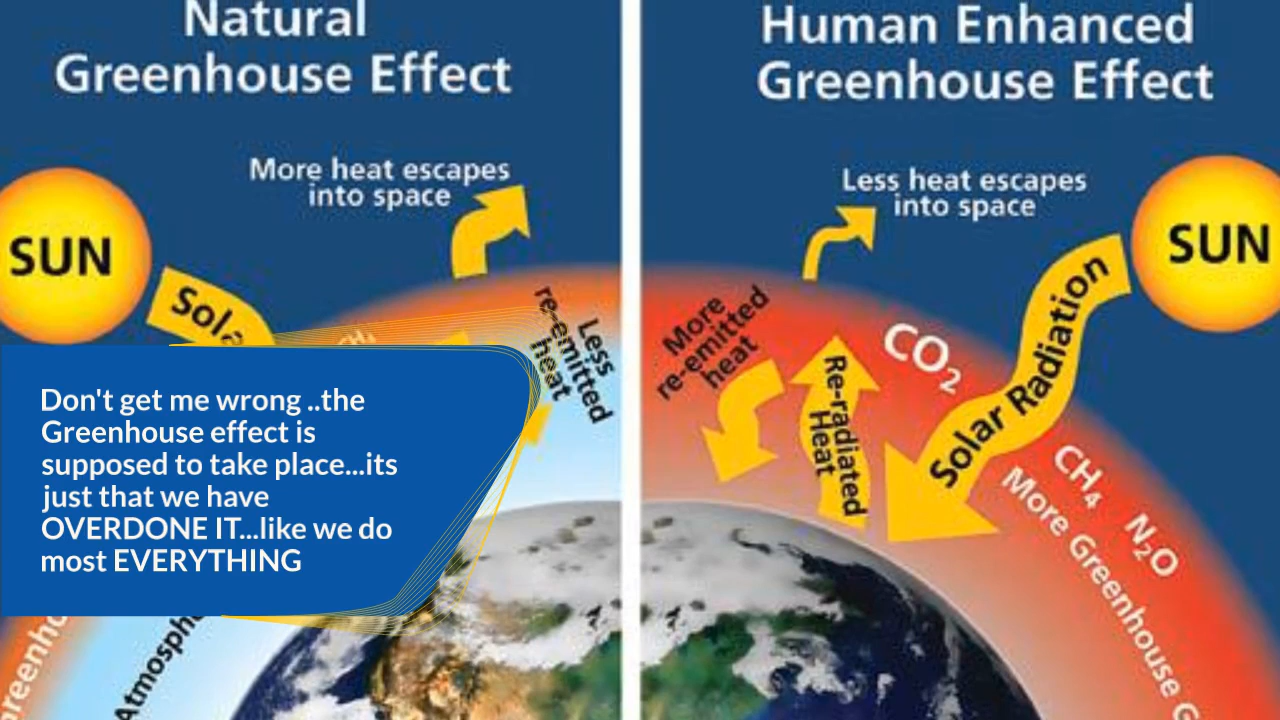 Natural
Greenhouse Effect
More heat escapes
into space
SUN
Less
re-emitted
heat
Don't get me wrong ..the
Greenhouse effect is
supposed to take place...its
just that we have
OVERDONE IT...like we do
most EVERYTHING
Human Enhanced
Greenhouse Effect
Less heat escapes
into space
SUN
More
re-emitted
heat
Re-radiated
Heat
CO2
Solar Radiation
CH4
N2O
More Greenhouse